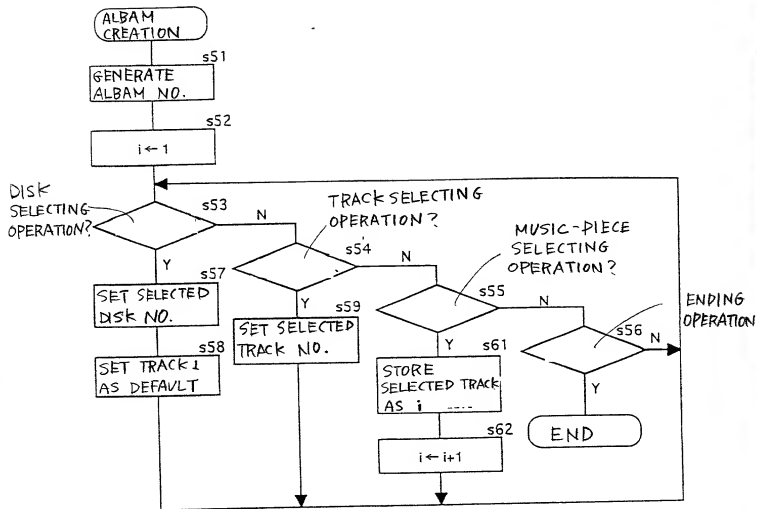 ALBAM
CREATION
s51
GENERATE
ALBAM NO.
s52
i ← 1
DISK
SELECTING
OPERATION?
s53
N
Y
TRACK SELECTING
OPERATION?
s54
N
Y
MUSIC-PIECE
SELECTING
OPERATION?
s55
N
Y
ENDING
OPERATION
s56
N
Y
s57
SET SELECTED
DISK NO.
s58
SET TRACK 1
AS DEFAULT
s59
SET SELECTED
TRACK NO.
s61
STORE
SELECTED TRACK
AS i ----
s62
i ← i+1
END